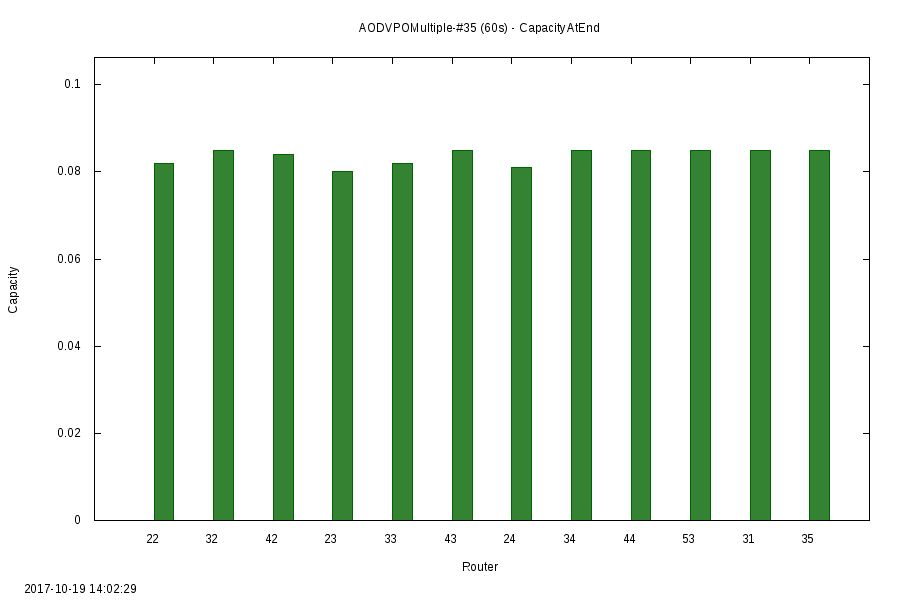 AODVPOMultiple-#35 (60s) - CapacityAtEnd
0.1
0.08
0.06
0.04
0.02
0
Capacity
22 32 42 23 33 43 24 34 44 53 31 35
Router
2017-10-19 14:02:29